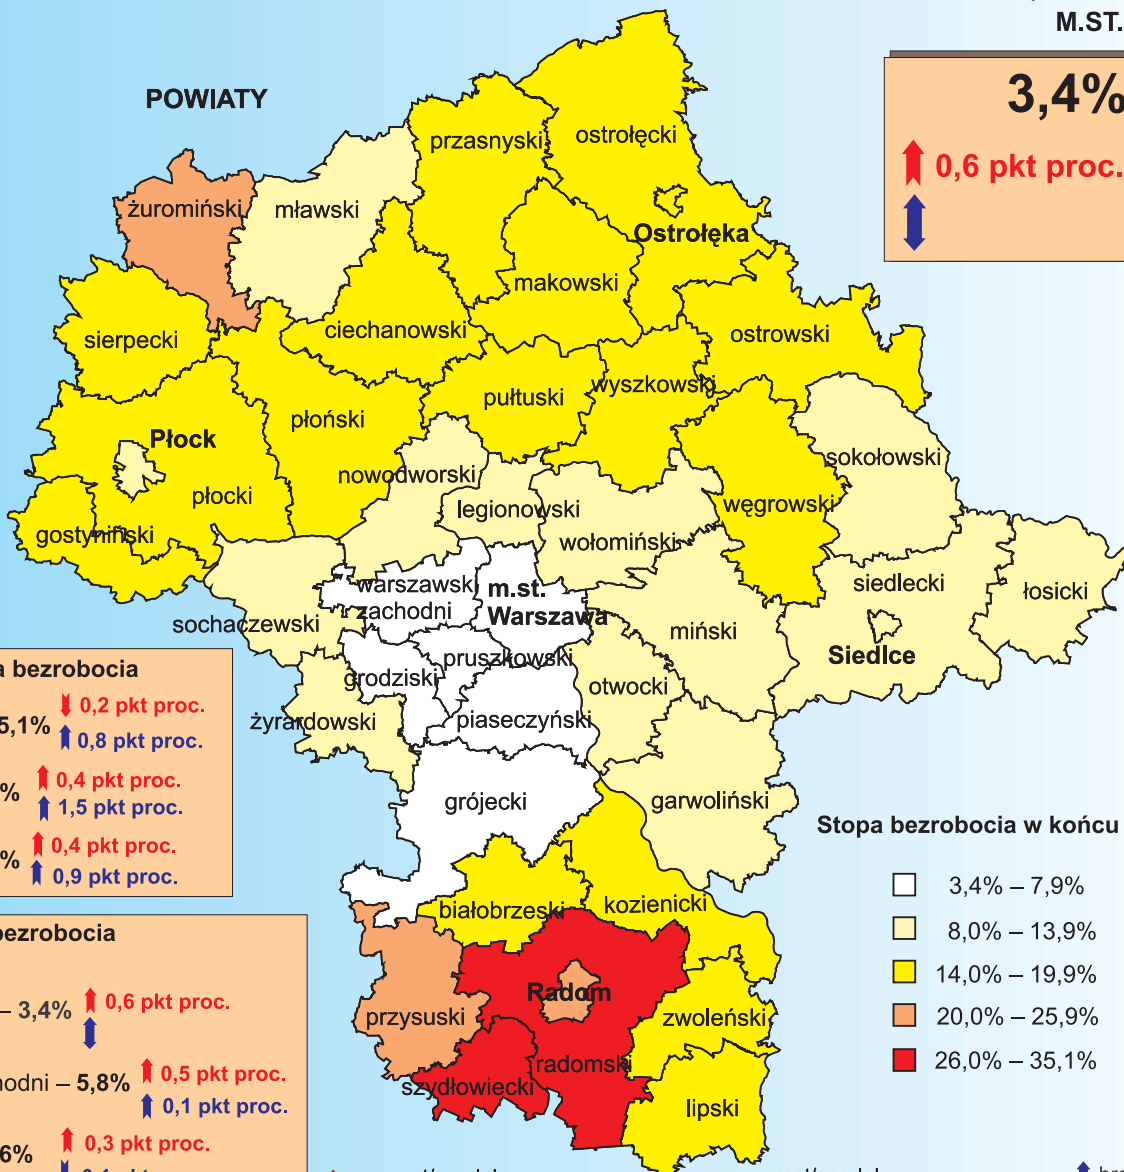 M.ST.
POWIATY
3,4%
0,6 pkt proc.
przasnyski
ostrołęcki
żuromiński
mławski
Ostrołęka
makowski
ciechanowski
sierpecki
ostrowski
wyszkowski
pułtuski
płoński
Płock
sokołowski
nowodworski
płocki
węgrowski
legionowski
gostyniński
wołomiński
siedlecki
warszawski
zachodni
m.st.
Warszawa
łosicki
sochaczewski
miński
Siedlce
pruszkowski
grodziski
otwocki
bezrobocia
0,2 pkt proc.
5,1%
0,8 pkt proc.
żyrardowski
piaseczyński
%
0,4 pkt proc.
1,5 pkt proc.
grójecki
garwoliński
%
0,4 pkt proc.
0,9 pkt proc.
Stopa bezrobocia w końcu
3,4% – 7,9%
8,0% – 13,9%
14,0% – 19,9%
20,0% – 25,9%
26,0% – 35,1%
białobrzeski
kozienicki
bezrobocia
– 3,4%
0,6 pkt proc.
Radom
przysuski
zwoleński
radomski
hodni – 5,8%
0,5 pkt proc.
0,1 pkt proc.
szydłowiecki
lipski
6%
0,3 pkt proc.